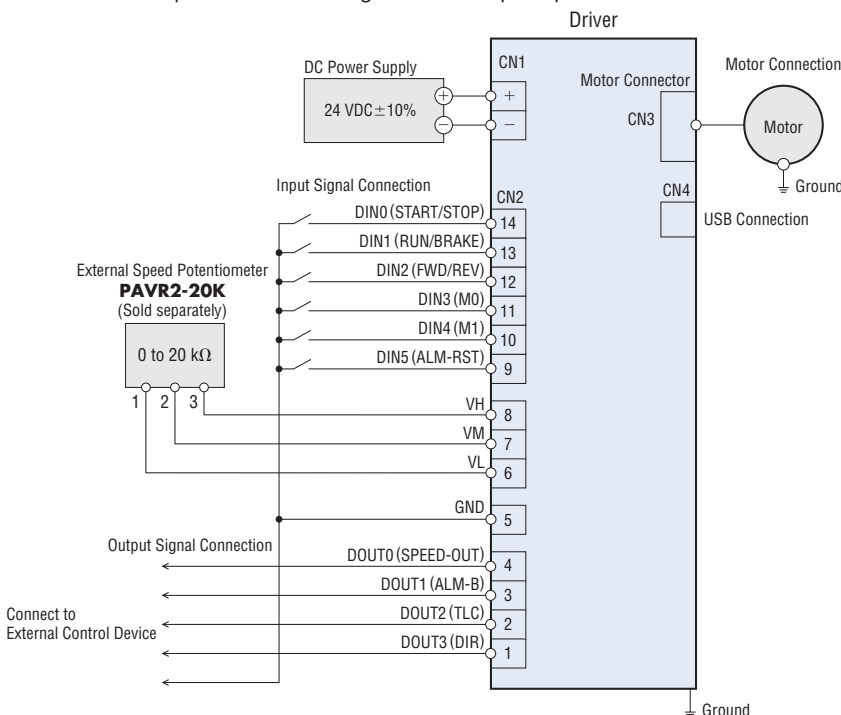 Driver
DC Power Supply
24 VDC±10%
+
−
CN1
+
−
Motor Connector
CN3
Motor Connection
Motor
Ground
CN4
USB Connection
Input Signal Connection
CN2
DIN0 (START/STOP) 14
DIN1 (RUN/BRAKE) 13
DIN2 (FWD/REV) 12
DIN3 (M0) 11
DIN4 (M1) 10
DIN5 (ALM-RST) 9
External Speed Potentiometer
PAVR2-20K
(Sold separately)
0 to 20 kΩ
1 2 3
VH 8
VM 7
VL 6
GND 5
Output Signal Connection
DOUT0 (SPEED-OUT) 4
DOUT1 (ALM-B) 3
DOUT2 (TLC) 2
DOUT3 (DIR) 1
Connect to
External Control Device
Ground